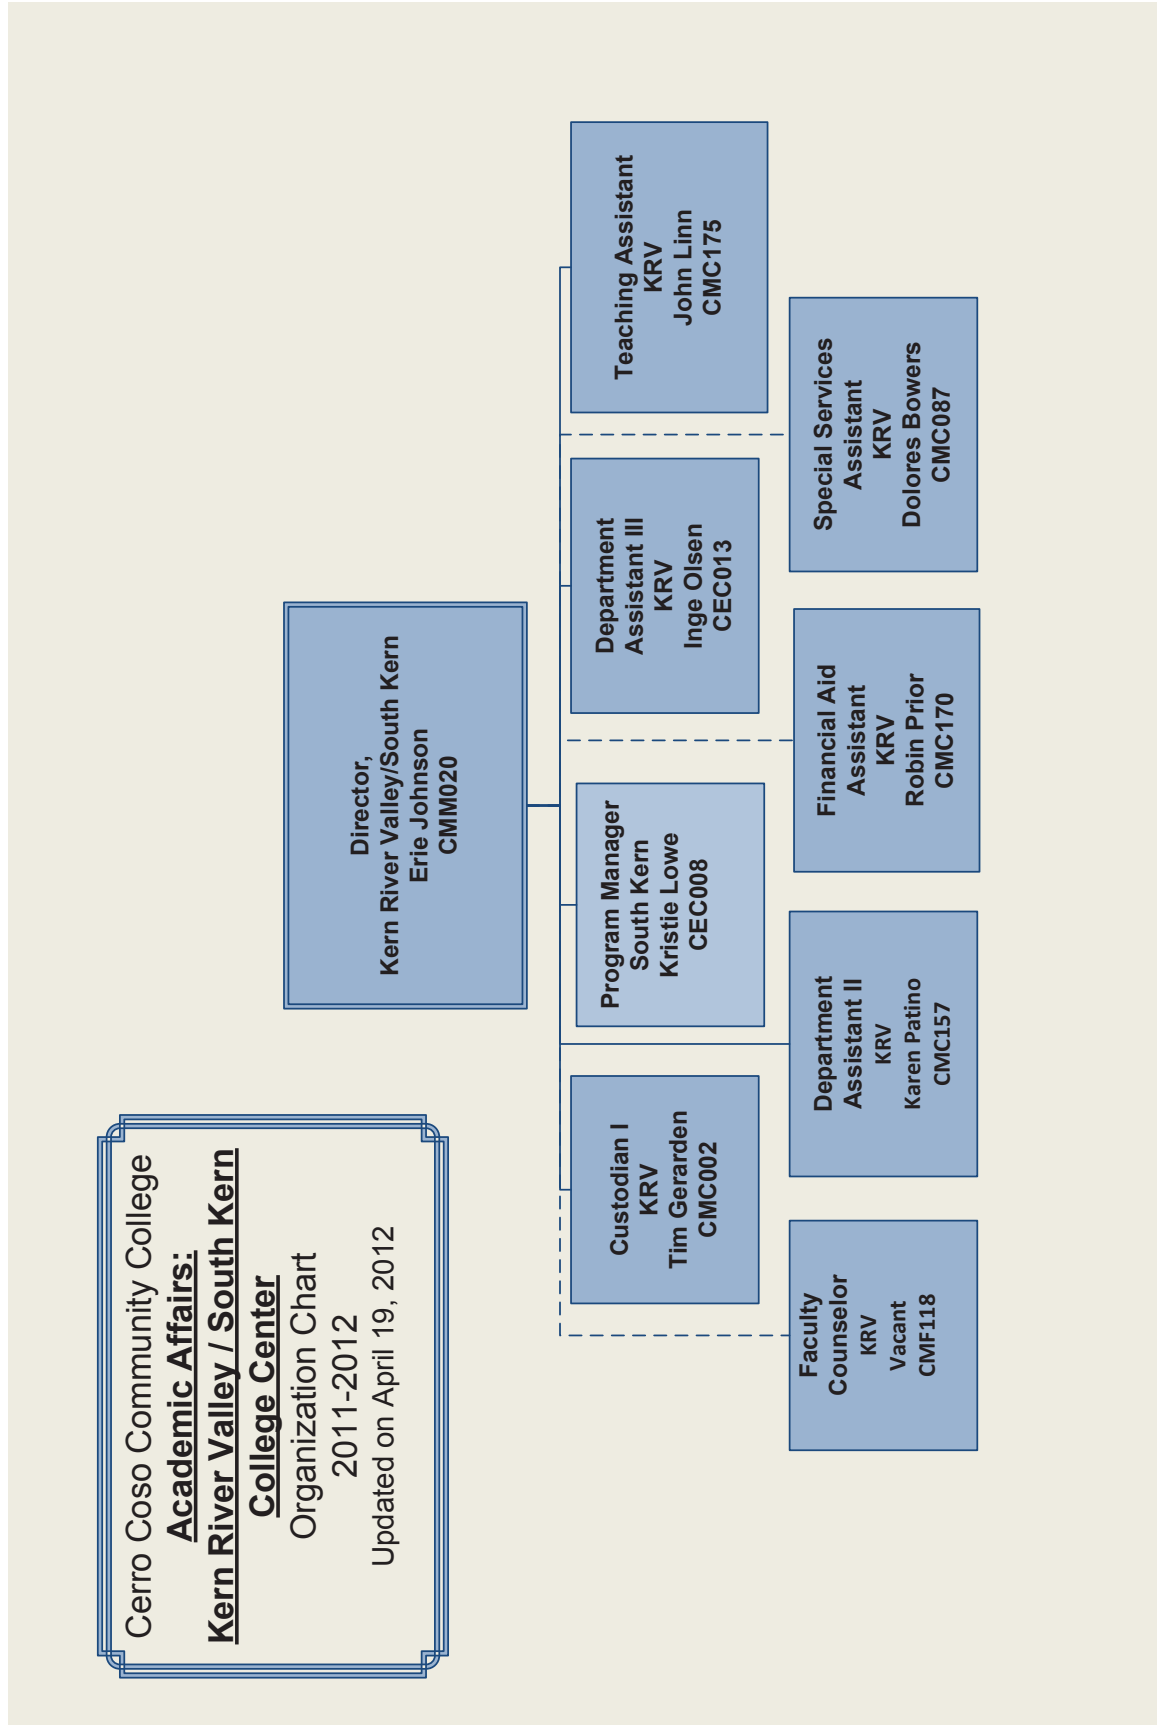 Cerro Coso Community College
Academic Affairs:
Kern River Valley / South Kern
College Center
Organization Chart
2011-2012
Updated on April 19, 2012
Director,
Kern River Valley/South Kern
Erie Johnson
CMM020
Custodian I
KRV
Tim Gerarden
CMC002
Program Manager
South Kern
Kristie Lowe
CEC008
Department
Assistant III
KRV
Inge Olsen
CEC013
Teaching Assistant
KRV
John Linn
CMC175
Faculty
Counselor
KRV
Vacant
CMF118
Department
Assistant II
KRV
Karen Patino
CMC157
Financial Aid
Assistant
KRV
Robin Prior
CMC170
Special Services
Assistant
KRV
Dolores Bowers
CMC087